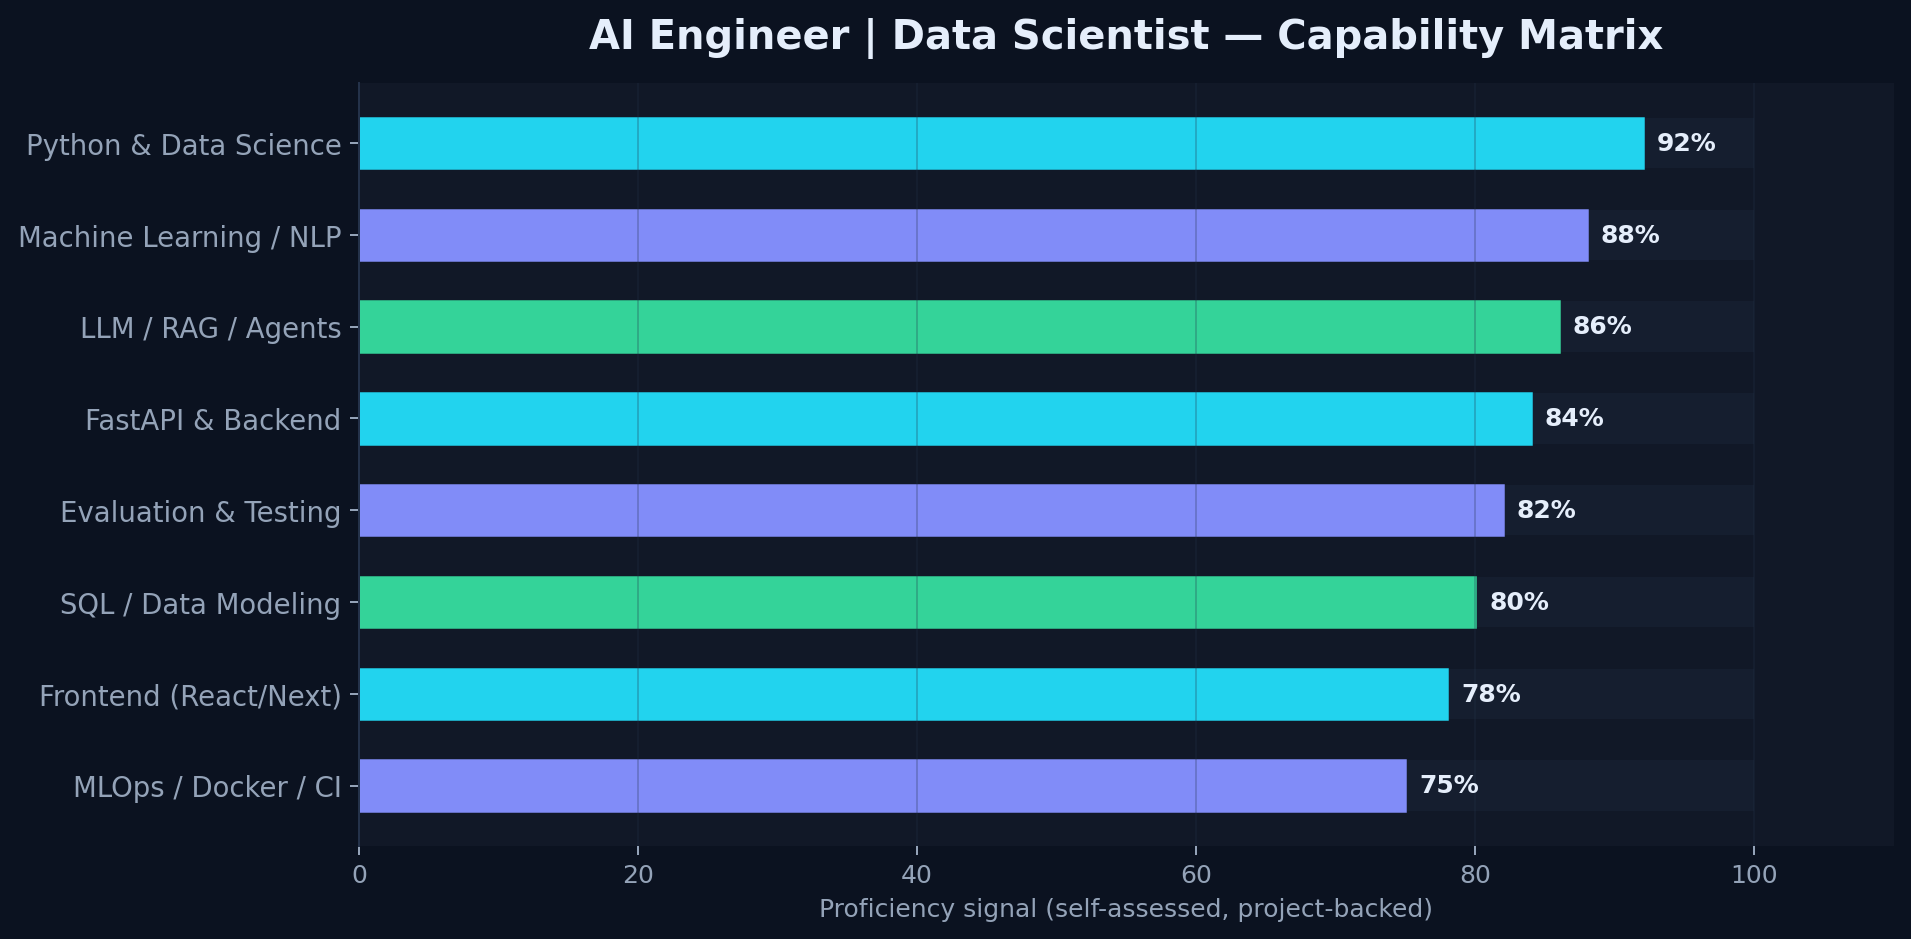 AI Engineer | Data Scientist — Capability Matrix
Python & Data Science 92%
Machine Learning / NLP 88%
LLM / RAG / Agents 86%
FastAPI & Backend 84%
Evaluation & Testing 82%
SQL / Data Modeling 80%
Frontend (React/Next) 78%
MLOps / Docker / CI 75%
0 20 40 60 80 100
Proficiency signal (self-assessed, project-backed)